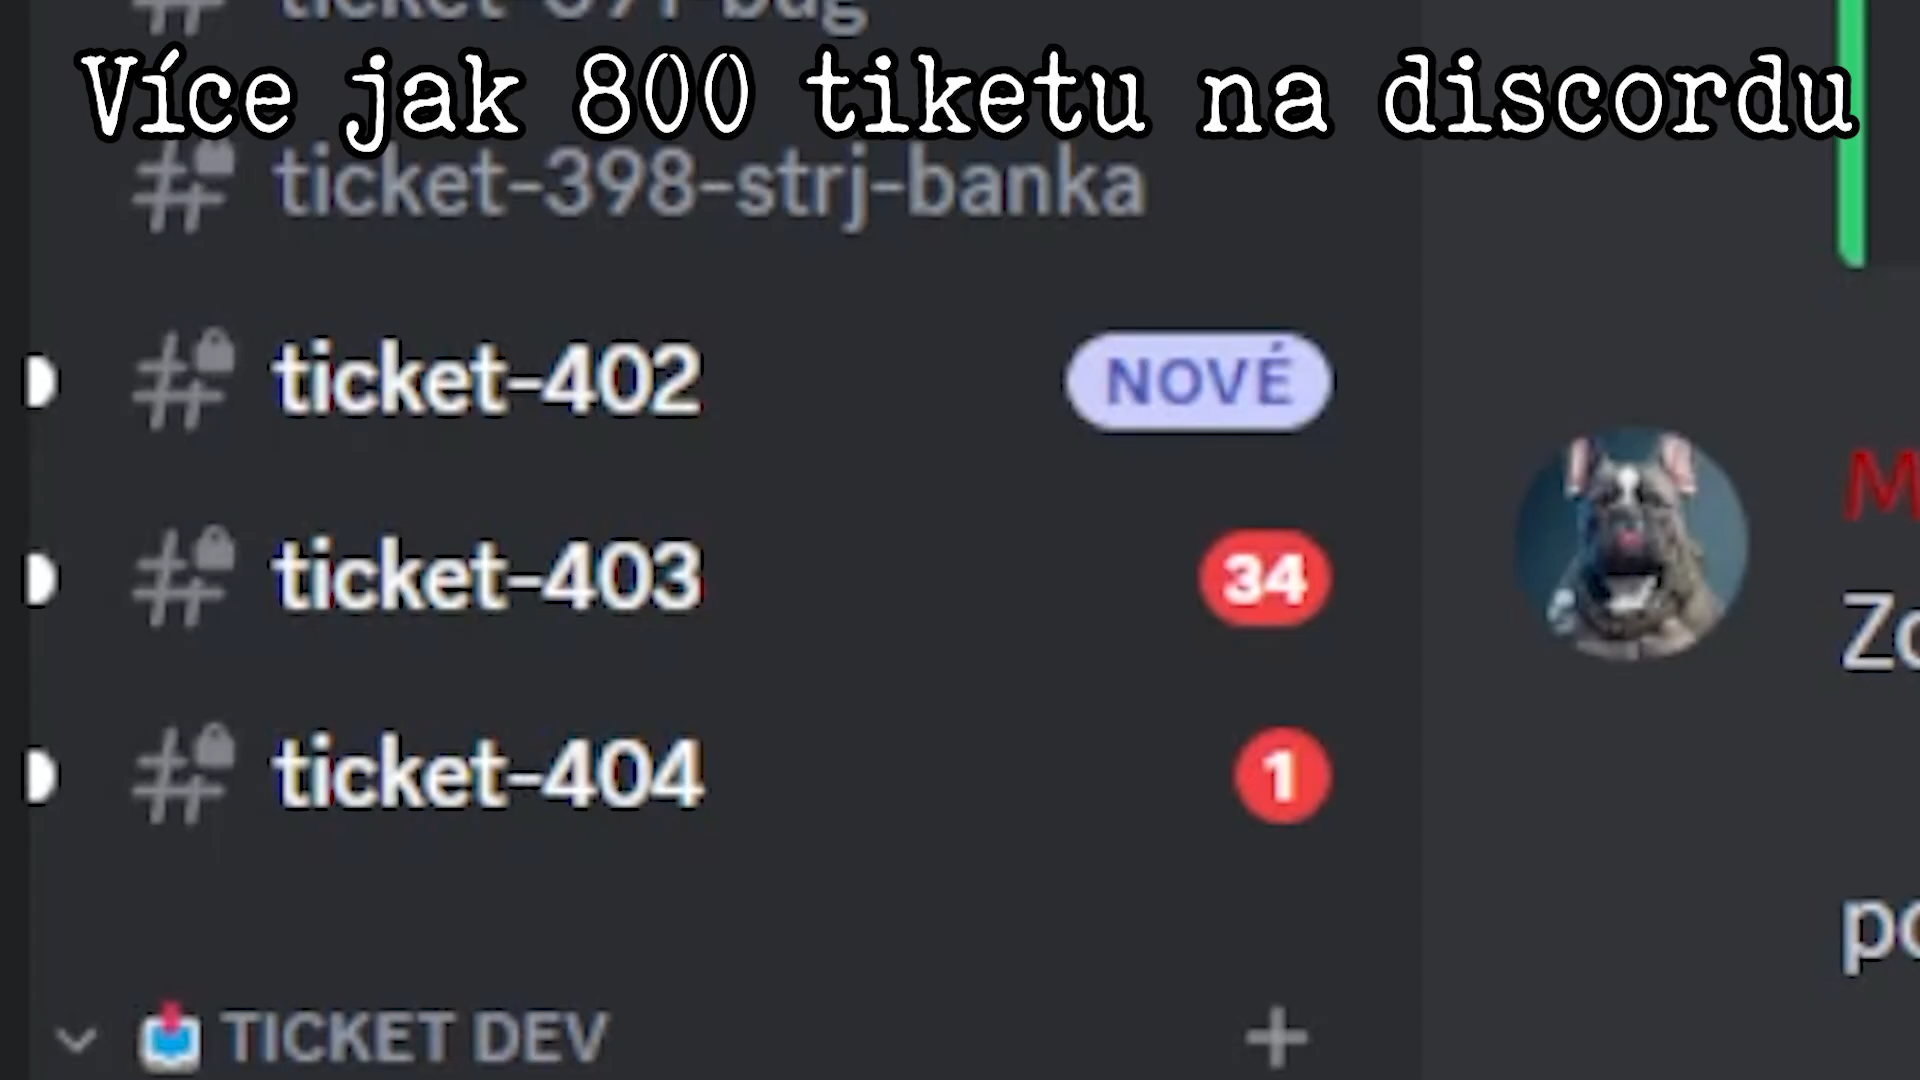 Více jak 800 tiketu na discordu
ticket-398-strj-banka
ticket-402 NOVÉ
ticket-403 34
ticket-404 1
TICKET DEV